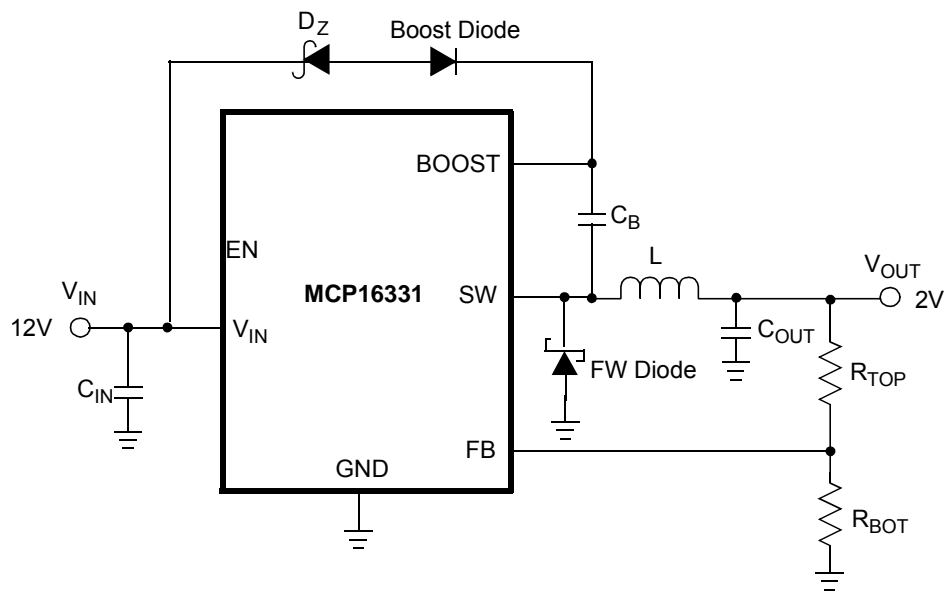 D_Z
Boost Diode
BOOST
C_B
EN
L
V_OUT
V_IN
MCP16331
SW
2V
12V
V_IN
C_OUT
FW Diode
R_TOP
C_IN
FB
GND
R_BOT